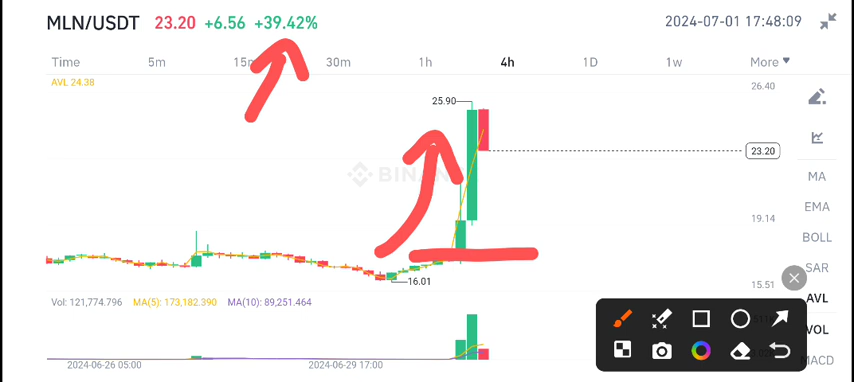 MLN/USDT 23.20 +6.56 +39.42% 2024-07-01 17:48:09
Time 5m 15m 30m 1h 4h 1D 1w More
AVL 24.38
26.40
25.90
23.20
BINAN
MA
EMA
19.14
BOLL
SAR
16.01
15.51
AVL
Vol: 121,774.796 MA(5): 173,182.390 MA(10): 89,251.464
VOL
MACD
2024-06-26 05:00 2024-06-29 17:00